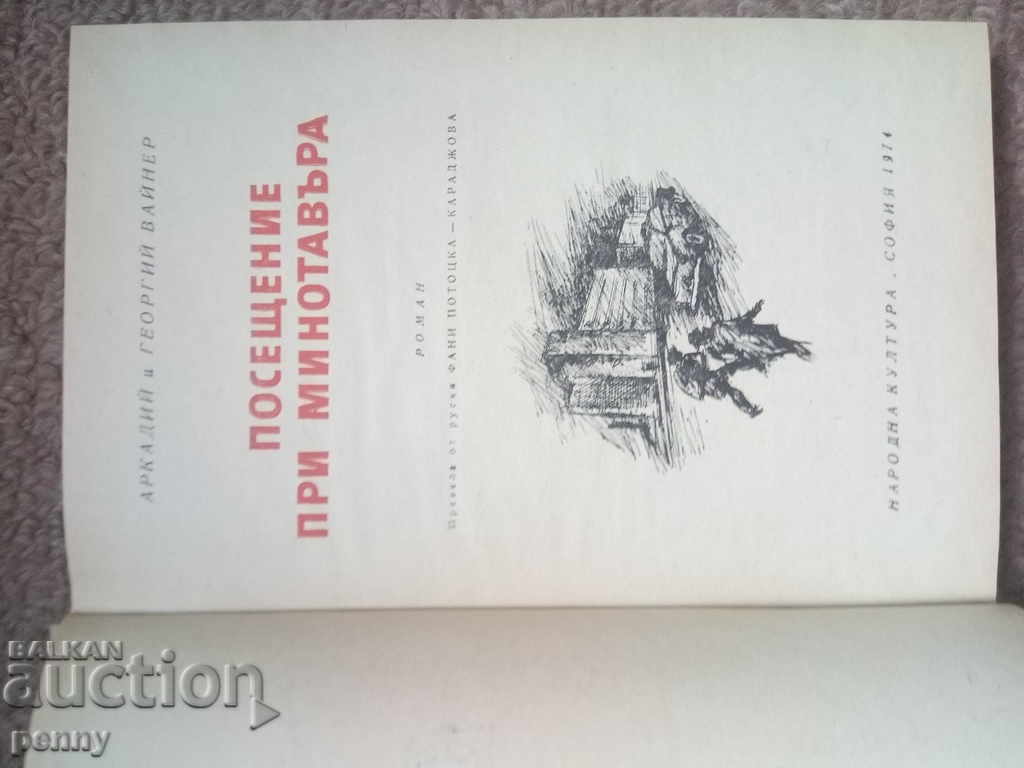 АРКАДИЙ и ГЕОРГИЙ ВАЙНЕР
ПОСЕЩЕНИЕ
ПРИ МИНОТАВЪРА
РОМАН
Превела от руски ФАНИ ПОТОЦКА — КАРАДЖОВА
НАРОДНА КУЛТУРА . СОФИЯ 1974
BALKAN
auction
penny